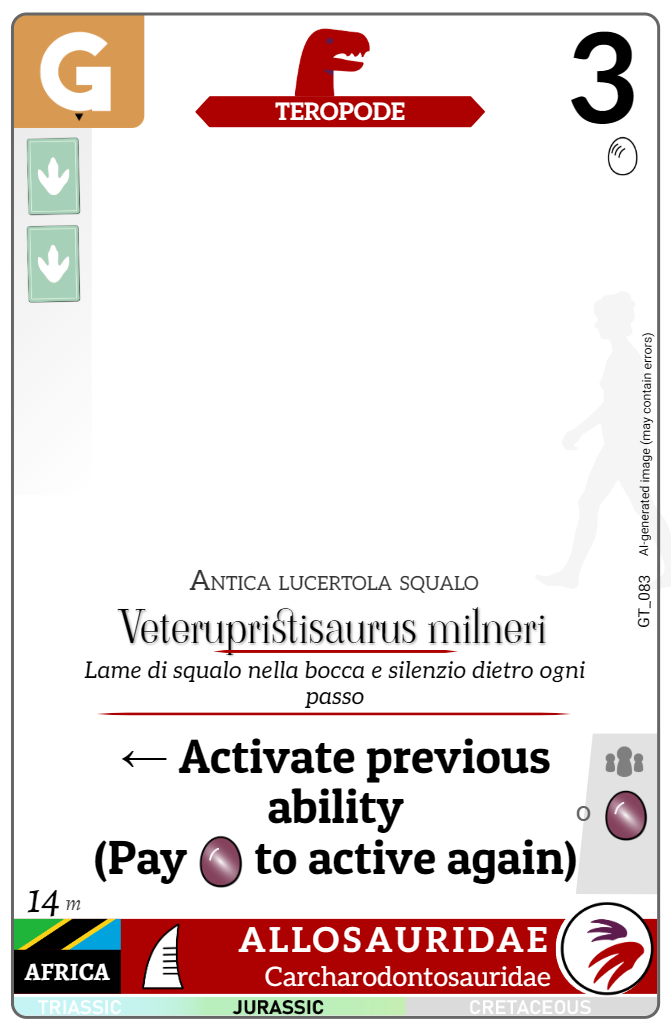 G
TEROPODE
3
AI-generated image (may contain errors)
GT_083
Antica lucertola squalo
Veterupristisaurus milneri
Lame di squalo nella bocca e silenzio dietro ogni
passo
← Activate previous
ability
(Pay to active again)
o
14 m
AFRICA
ALLOSAURIDAE
Carcharodontosauridae
TRIASSIC
JURASSIC
CRETACEOUS